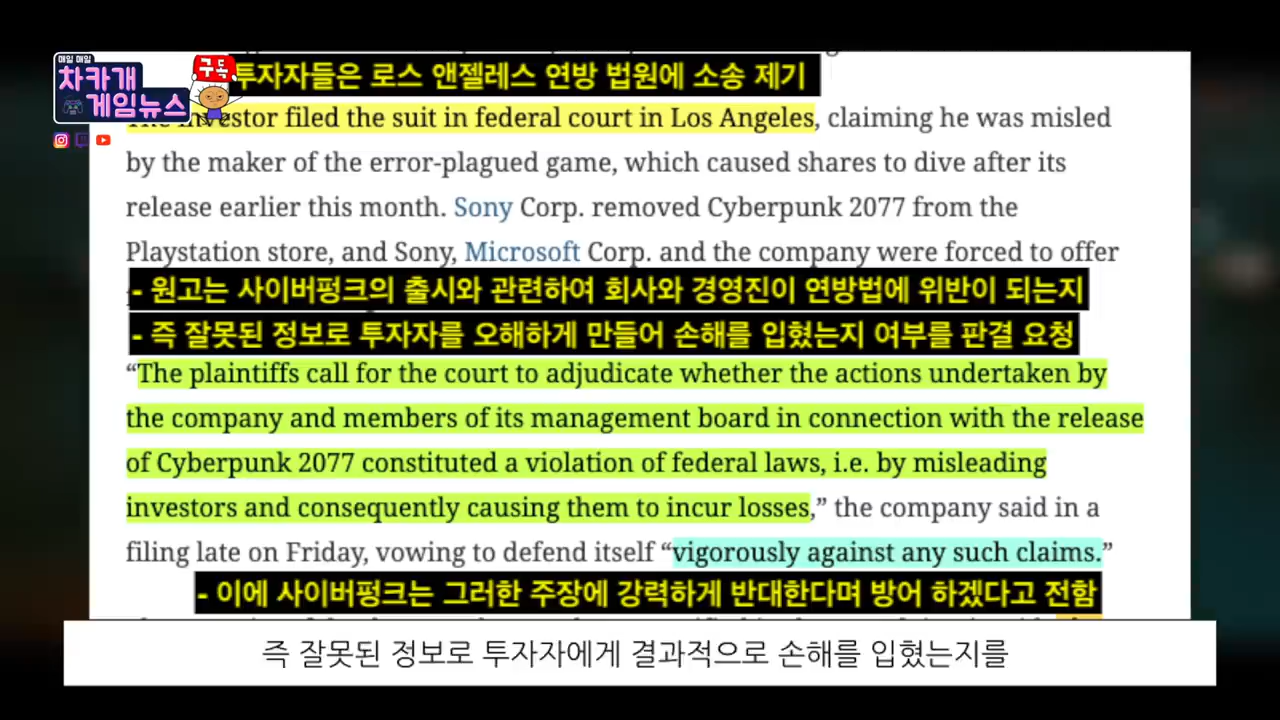 매일 매일
차카개
게임뉴스
구독
투자자들은 로스 앤젤레스 연방 법원에 소송 제기
investor filed the suit in federal court in Los Angeles, claiming he was misled
by the maker of the error-plagued game, which caused shares to dive after its
release earlier this month. Sony Corp. removed Cyberpunk 2077 from the
Playstation store, and Sony, Microsoft Corp. and the company were forced to offer
- 원고는 사이버펑크의 출시와 관련하여 회사와 경영진이 연방법에 위반이 되는지
- 즉 잘못된 정보로 투자자를 오해하게 만들어 손해를 입혔는지 여부를 판결 요청
“The plaintiffs call for the court to adjudicate whether the actions undertaken by
the company and members of its management board in connection with the release
of Cyberpunk 2077 constituted a violation of federal laws, i.e. by misleading
investors and consequently causing them to incur losses,” the company said in a
filing late on Friday, vowing to defend itself “vigorously against any such claims.”
- 이에 사이버펑크는 그러한 주장에 강력하게 반대한다며 방어 하겠다고 전함
즉 잘못된 정보로 투자자에게 결과적으로 손해를 입혔는지를